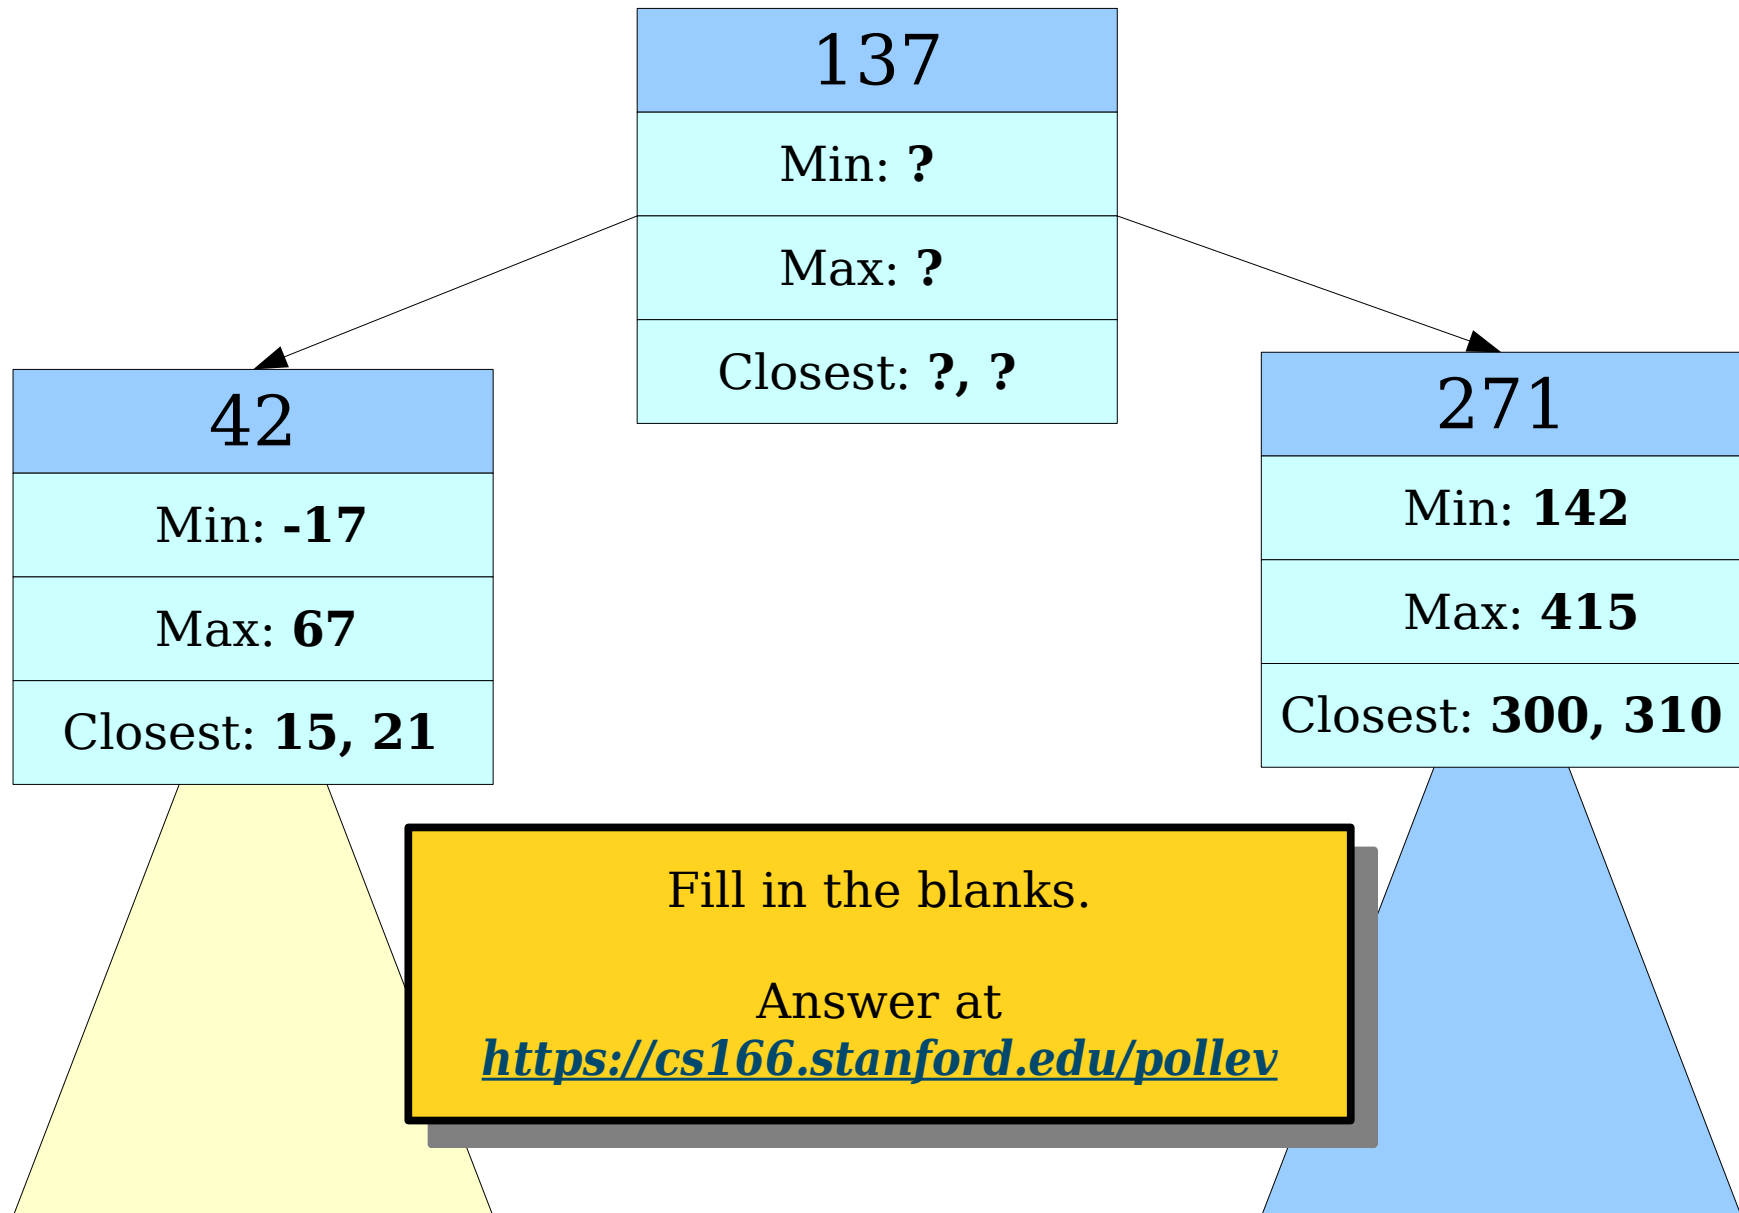 137
Min: ?
Max: ?
Closest: ?, ?
42
Min: -17
Max: 67
Closest: 15, 21
271
Min: 142
Max: 415
Closest: 300, 310
Fill in the blanks.
Answer at
https://cs166.stanford.edu/pollev